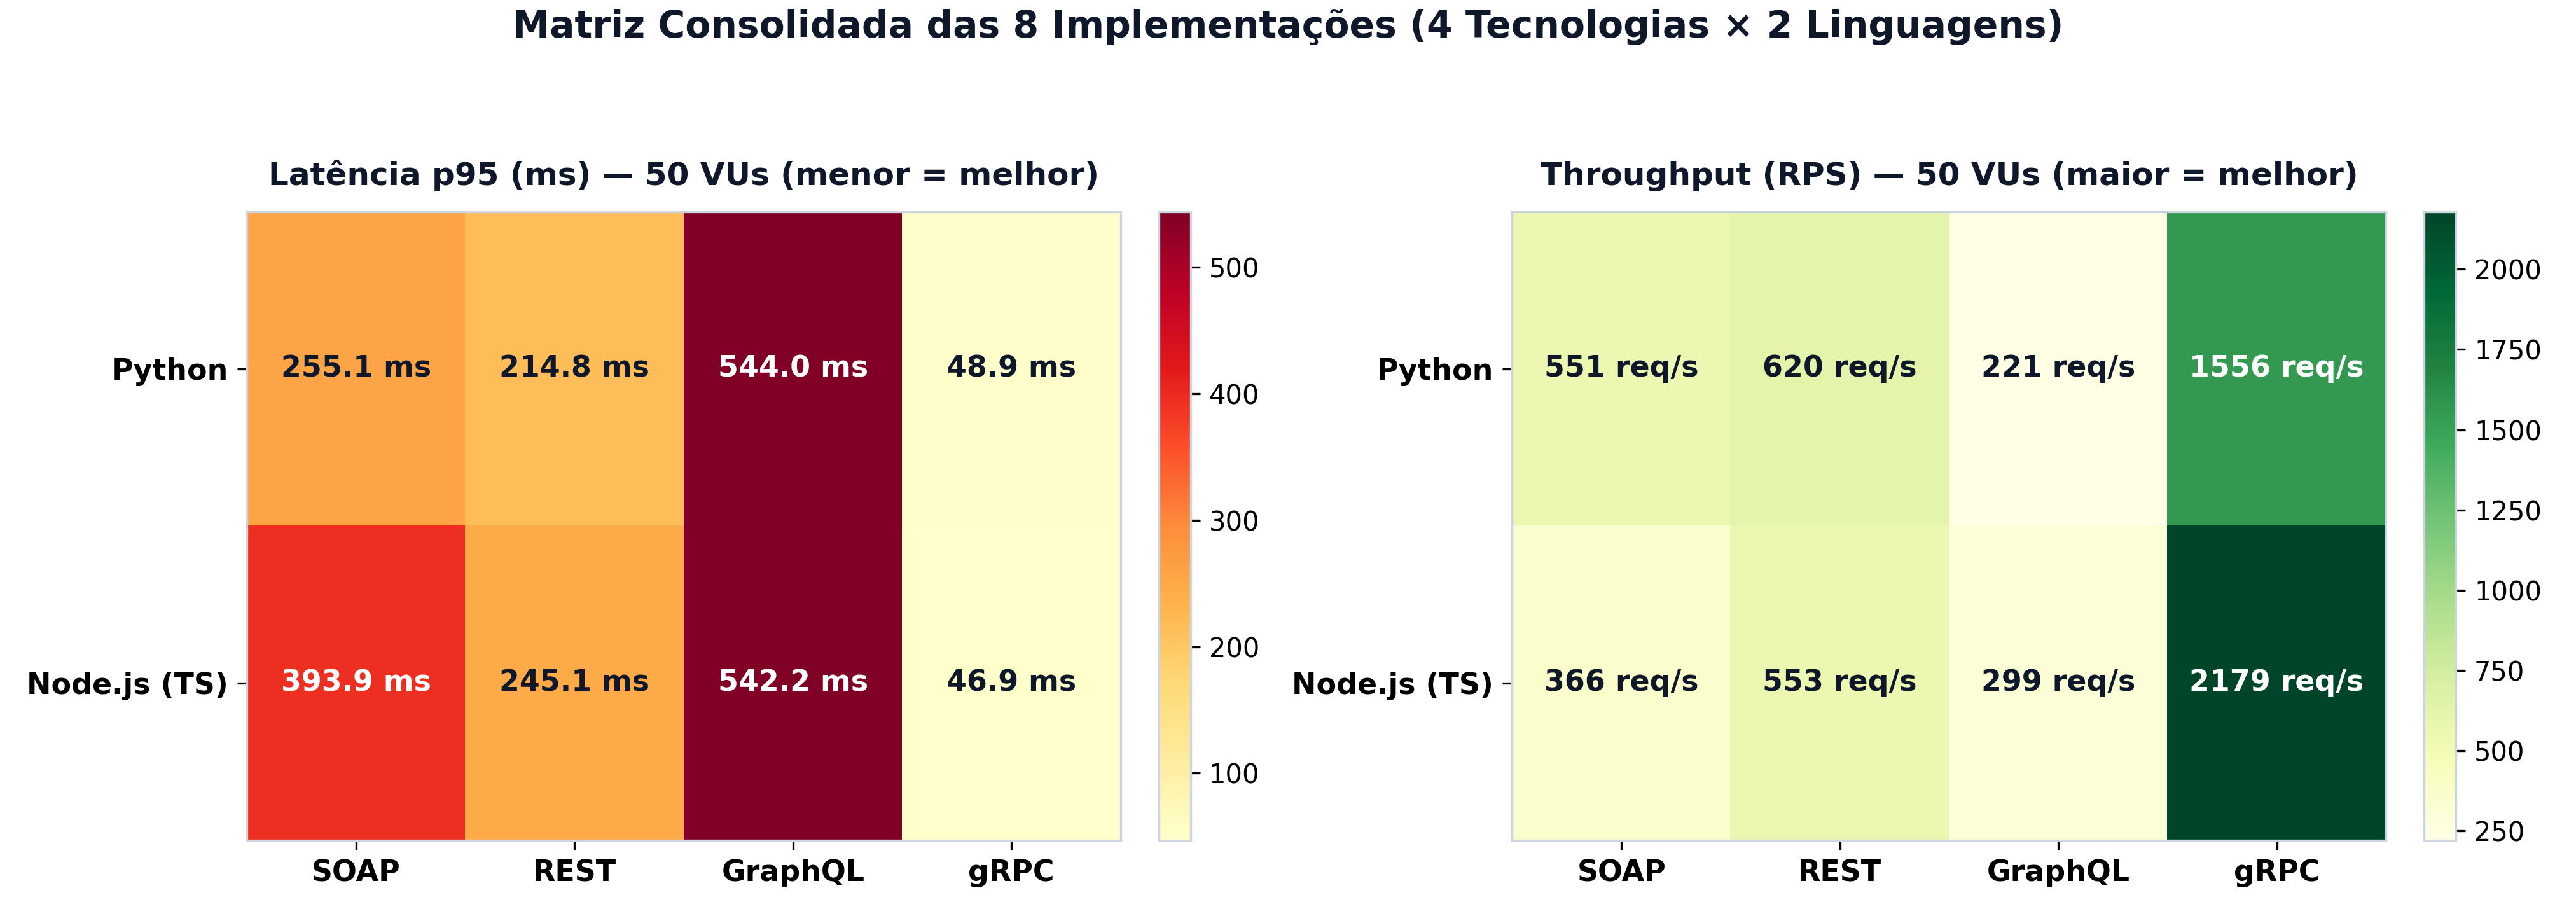 Matriz Consolidada das 8 Implementações (4 Tecnologias × 2 Linguagens)
Latência p95 (ms) — 50 VUs (menor = melhor)
Python
255.1 ms 214.8 ms 544.0 ms 48.9 ms
Node.js (TS)
393.9 ms 245.1 ms 542.2 ms 46.9 ms
SOAP REST GraphQL gRPC
500
400
300
200
100
Throughput (RPS) — 50 VUs (maior = melhor)
Python
551 req/s 620 req/s 221 req/s 1556 req/s
Node.js (TS)
366 req/s 553 req/s 299 req/s 2179 req/s
SOAP REST GraphQL gRPC
2000
1750
1500
1250
1000
750
500
250